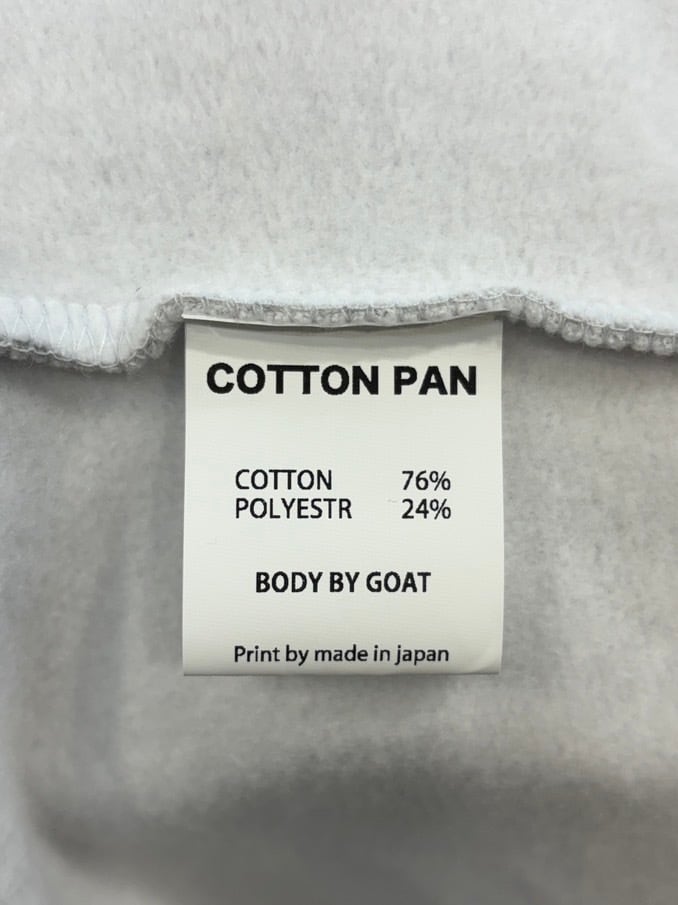 COTTON PAN
COTTON 76%
POLYESTR 24%
BODY BY GOAT
Print by made in japan